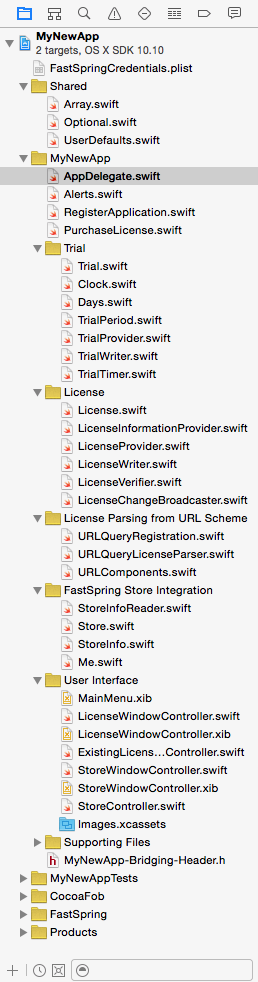 MyNewApp
2 targets, OS X SDK 10.10
FastSpringCredentials.plist
Shared
Array.swift
Optional.swift
UserDefaults.swift
MyNewApp
AppDelegate.swift
Alerts.swift
RegisterApplication.swift
PurchaseLicense.swift
Trial
Trial.swift
Clock.swift
Days.swift
TrialPeriod.swift
TrialProvider.swift
TrialWriter.swift
TrialTimer.swift
License
License.swift
LicenseInformationProvider.swift
LicenseProvider.swift
LicenseWriter.swift
LicenseVerifier.swift
LicenseChangeBroadcaster.swift
License Parsing from URL Scheme
URLQueryRegistration.swift
URLQueryLicenseParser.swift
URLComponents.swift
FastSpring Store Integration
StoreInfoReader.swift
Store.swift
StoreInfo.swift
Me.swift
User Interface
MainMenu.xib
LicenseWindowController.swift
LicenseWindowController.xib
ExistingLicens...Controller.swift
StoreWindowController.swift
StoreWindowController.xib
StoreController.swift
Images.xcassets
Supporting Files
h MyNewApp-Bridging-Header.h
MyNewAppTests
CocoaFob
FastSpring
Products